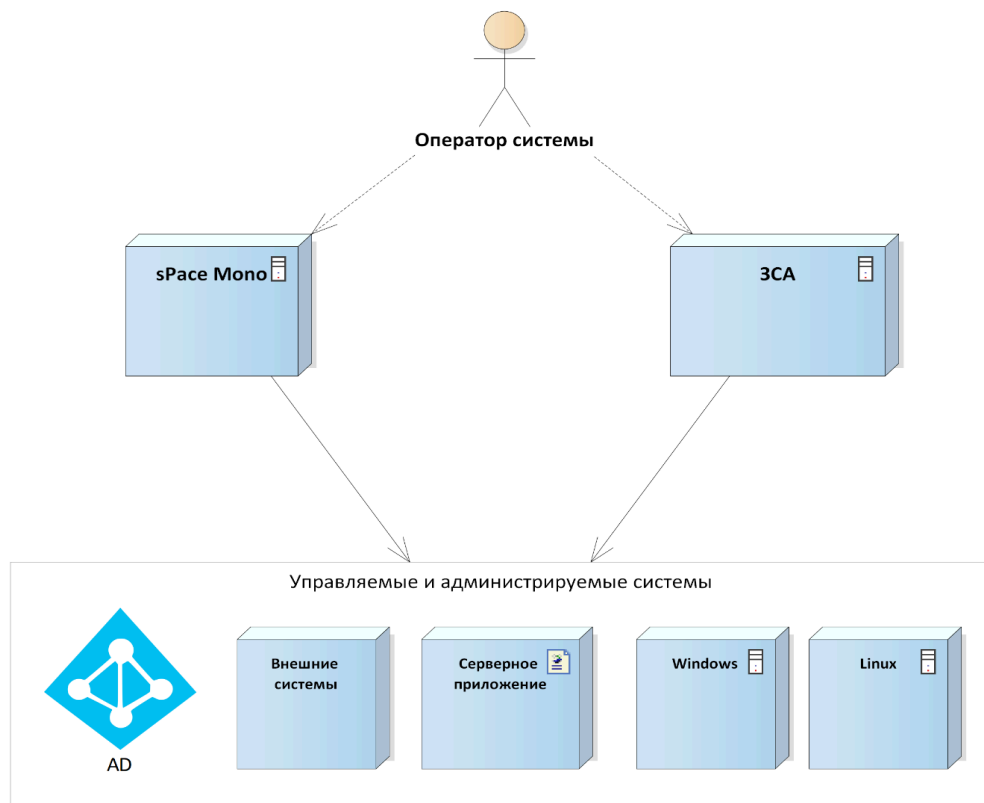 Оператор системы
sPace Mono
ЗСА
Управляемые и администрируемые системы
Внешние
системы
Серверное
приложение
Windows
Linux
AD